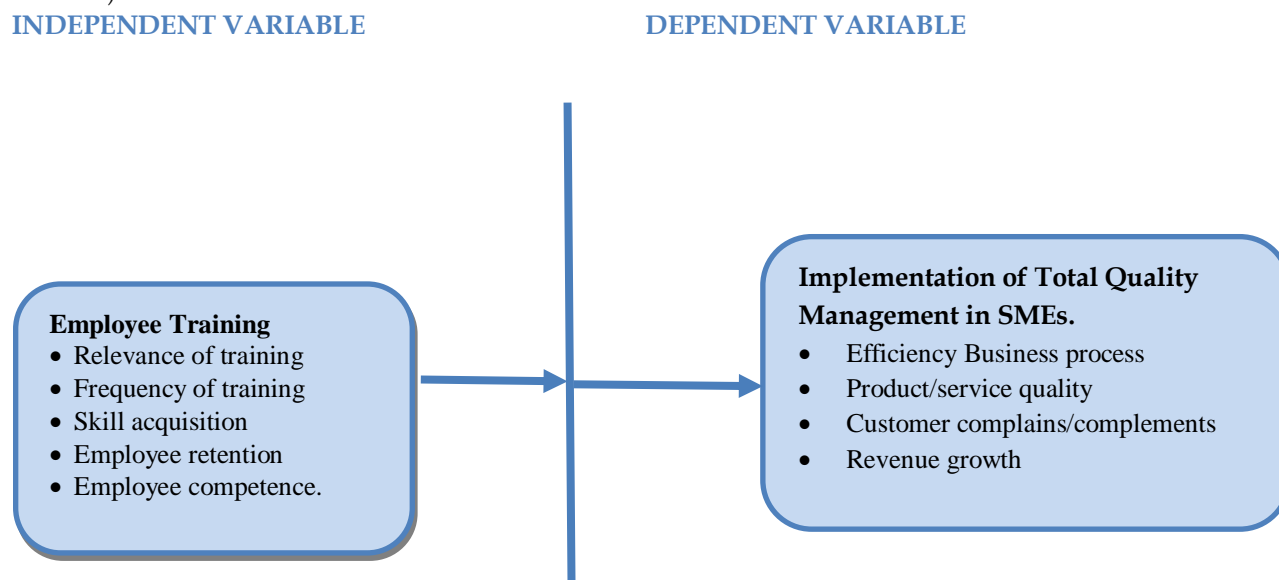 INDEPENDENT VARIABLE
DEPENDENT VARIABLE
Employee Training
• Relevance of training
• Frequency of training
• Skill acquisition
• Employee retention
• Employee competence.
Implementation of Total Quality
Management in SMEs.
• Efficiency Business process
• Product/service quality
• Customer complains/complements
• Revenue growth